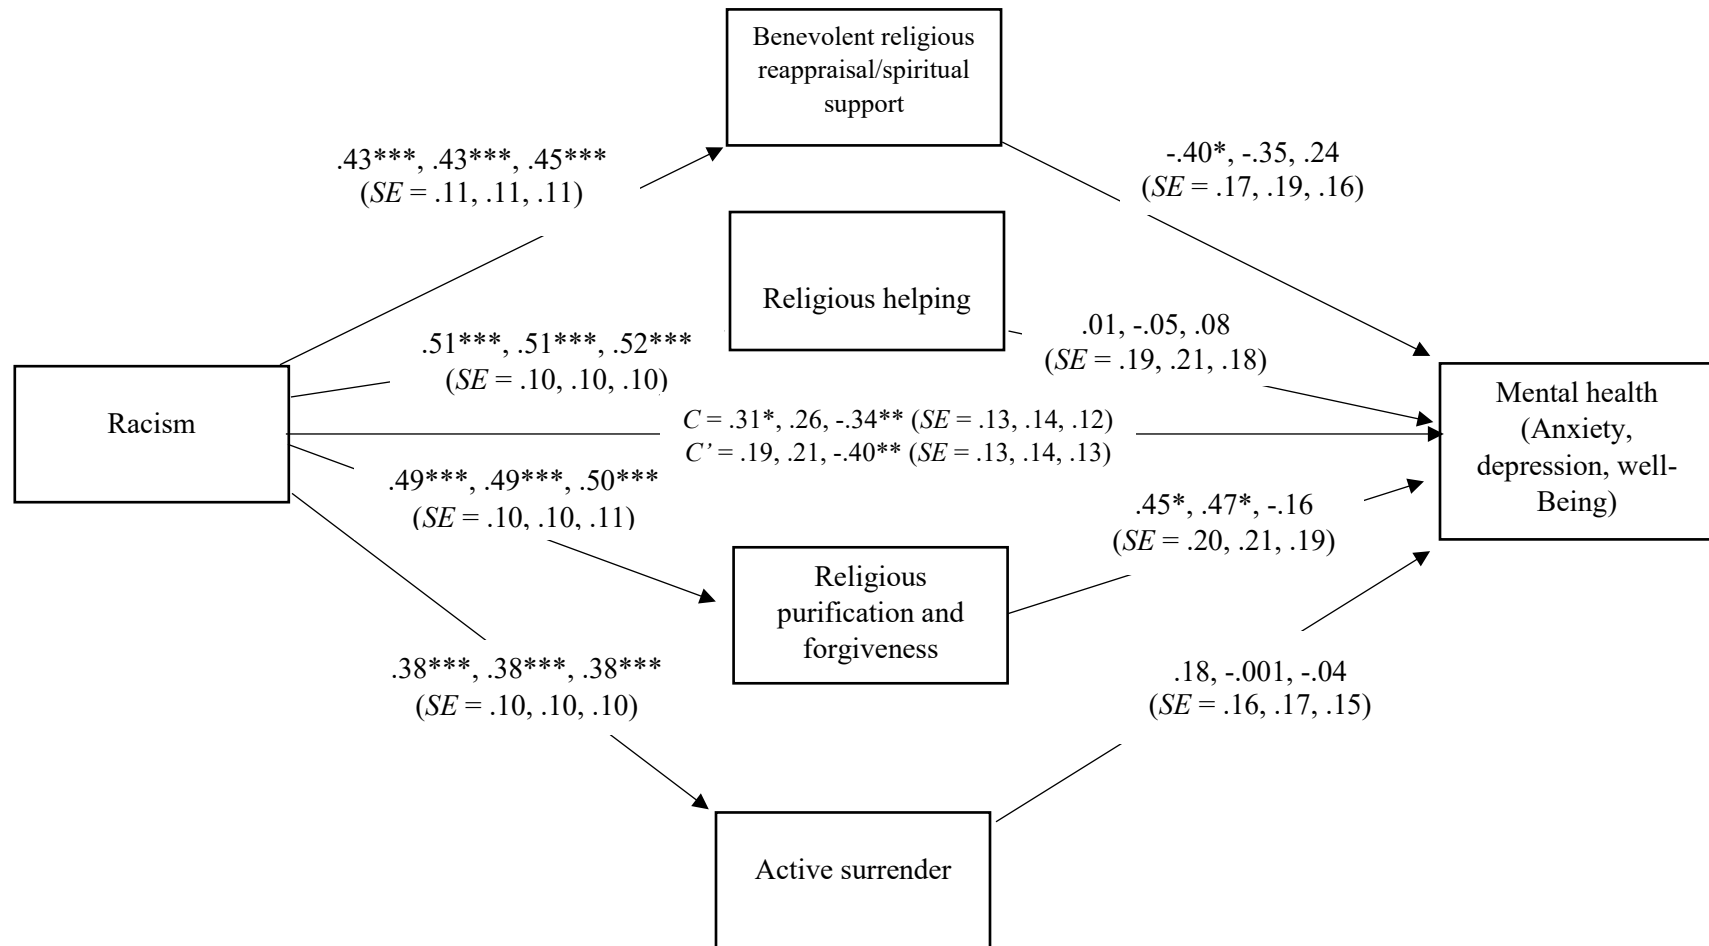 Benevolent religious
reappraisal/spiritual
support
.43***, .43***, .45***
(SE = .11, .11, .11)
-.40*, -.35, .24
(SE = .17, .19, .16)
Religious helping
.51***, .51***, .52***
(SE = .10, .10, .10)
.01, -.05, .08
(SE = .19, .21, .18)
Racism
C = .31*, .26, -.34** (SE = .13, .14, .12)
C’ = .19, .21, -.40** (SE = .13, .14, .13)
Mental health
(Anxiety,
depression, well-
Being)
.49***, .49***, .50***
(SE = .10, .10, .11)
.45*, .47*, -.16
(SE = .20, .21, .19)
Religious
purification and
forgiveness
.38***, .38***, .38***
(SE = .10, .10, .10)
.18, -.001, -.04
(SE = .16, .17, .15)
Active surrender